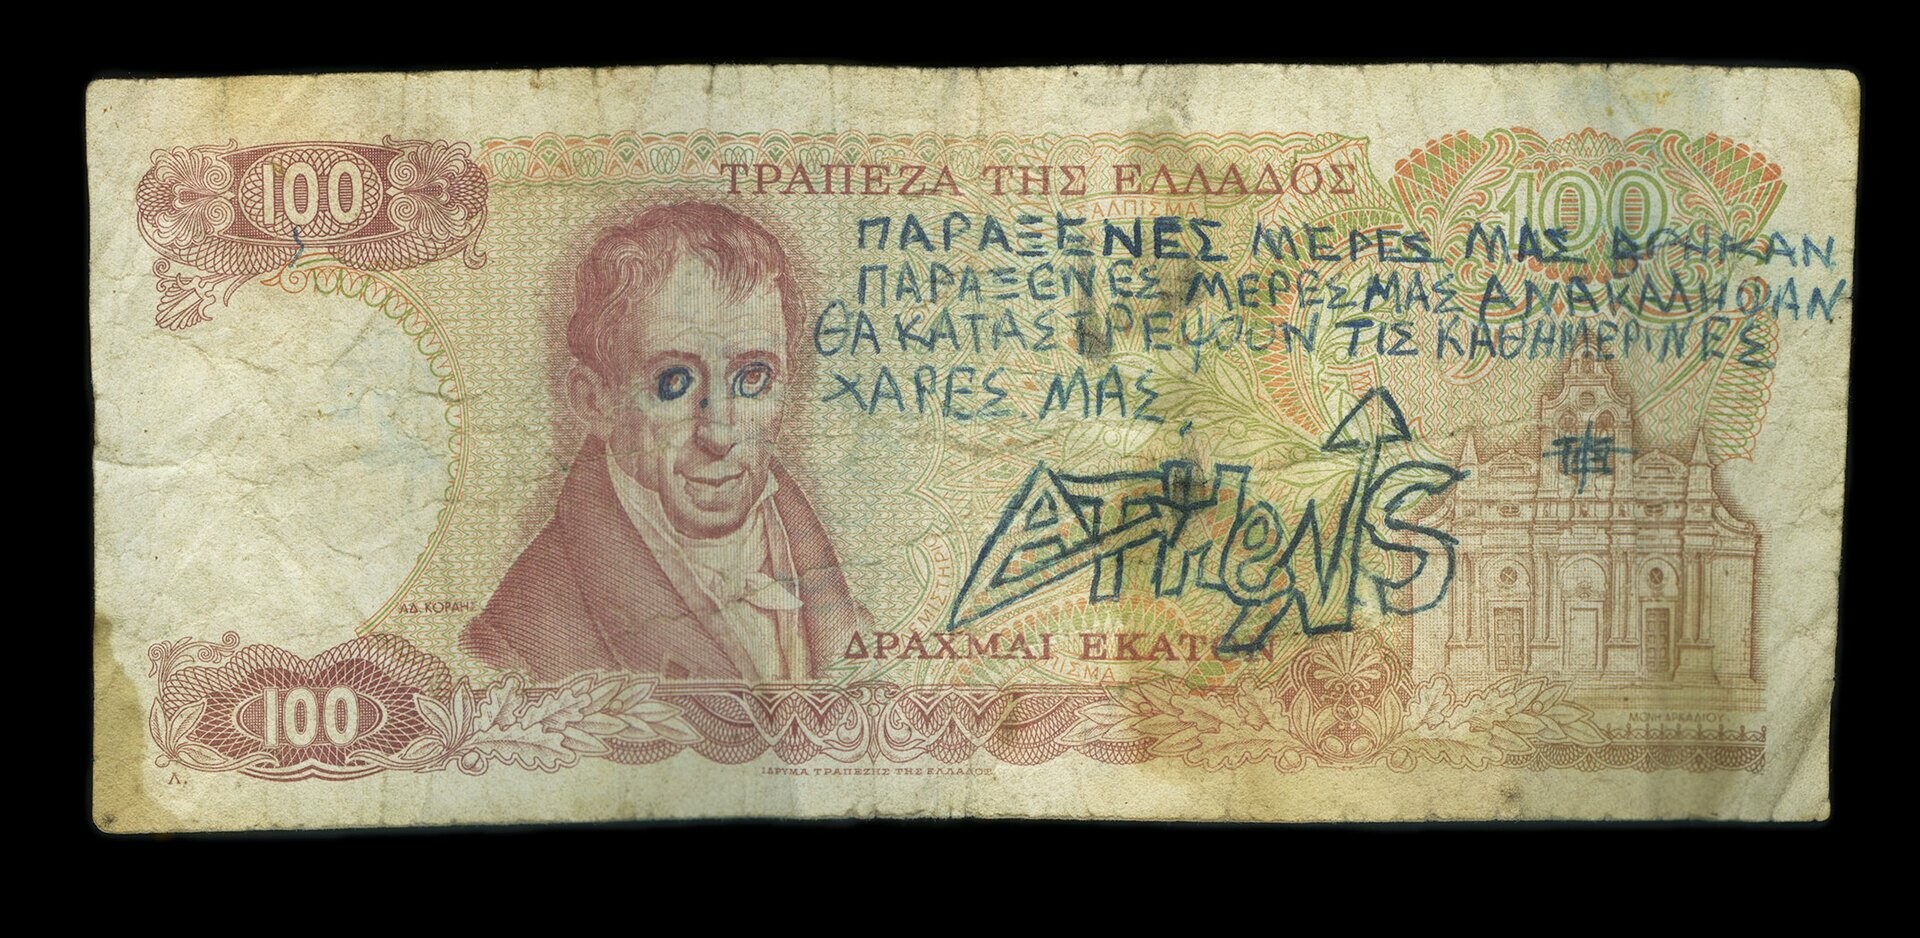 100
ΤΡΑΠΕΖΑ ΤΗΣ ΕΛΛΑΔΟΣ
100
ΠΑΡΑΞΕΝΕΣ ΜΕΡΕΣ ΜΑΣ ΒΡΗΚΑΝ
ΠΑΡΑΞΕΝΕΣ ΜΕΡΕΣ ΜΑΣ ΑΝΑΚΑΛΗΦΑΝ
ΘΑ ΚΑΤΑΣΤΡΕΨΟΥΝ ΤΙΣ ΚΑΘΗΜΕΡΙΝΕΣ
ΧΑΡΕΣ ΜΑΣ.
ATHeNS
ΑΔ. ΚΟΡΑΗΣ
ΔΡΑΧΜΑΙ ΕΚΑΤΟΝ
100
ΜΟΝΗ ΑΡΚΑΔΙΟΥ
Λ.
ΙΔΡΥΜΑ ΤΡΑΠΕΖΗΣ ΤΗΣ ΕΛΛΑΔΟΣ